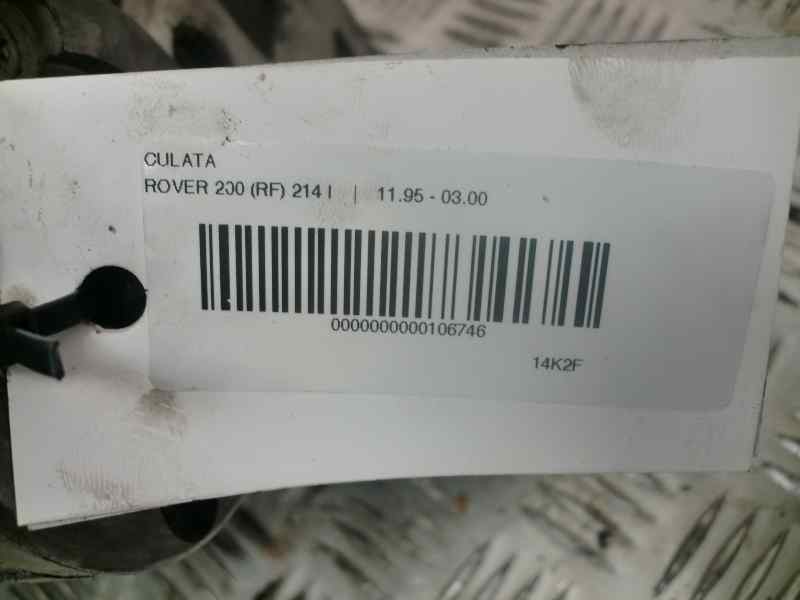 CULATA
ROVER 200 (RF) 214 I | 11.95 - 03.00
0000000000106746
14K2F